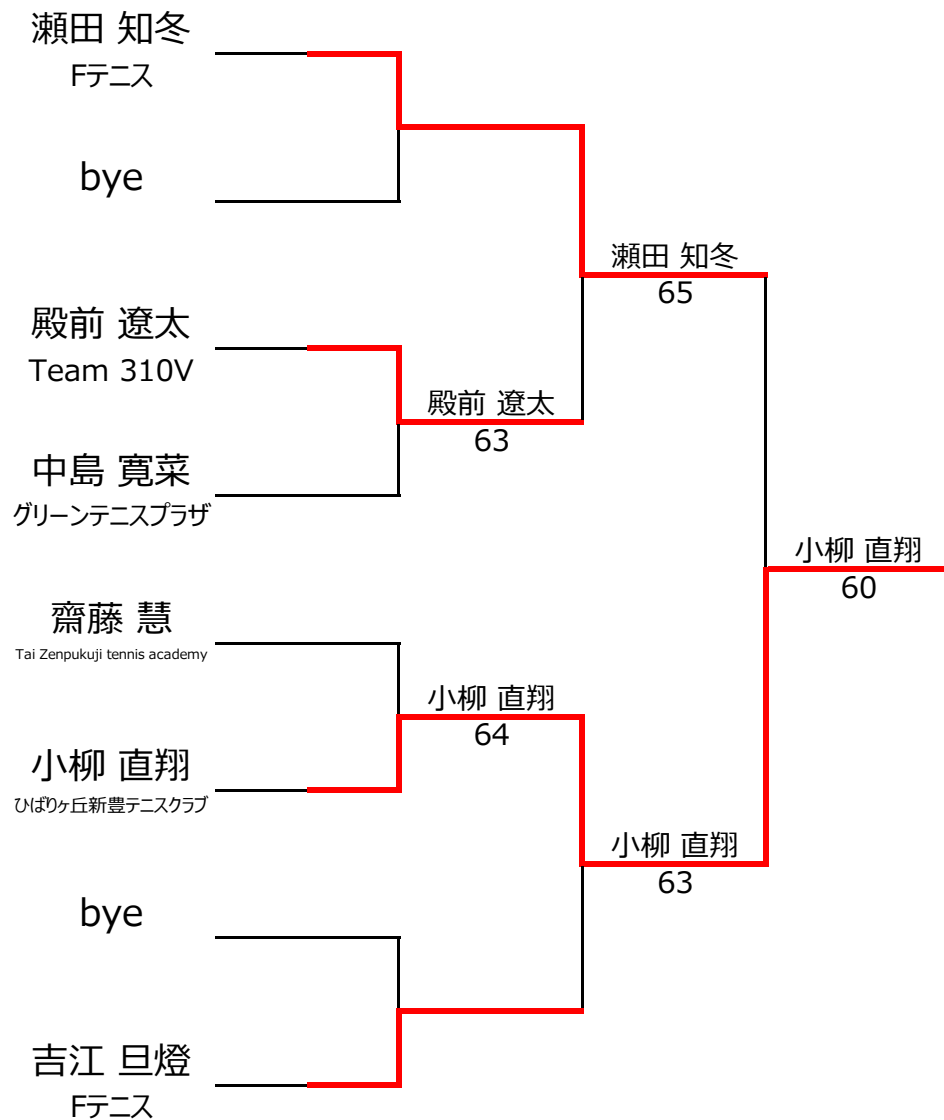 瀬田 知冬
Fテニス
bye
殿前 遼太
Team 310V
中島 寛菜
グリーンテニスプラザ
齋藤 慧
Tai Zenpukuji tennis academy
小柳 直翔
ひばりヶ丘新豊テニスクラブ
bye
吉江 旦燈
Fテニス
殿前 遼太
63
小柳 直翔
64
瀬田 知冬
65
小柳 直翔
63
小柳 直翔
60